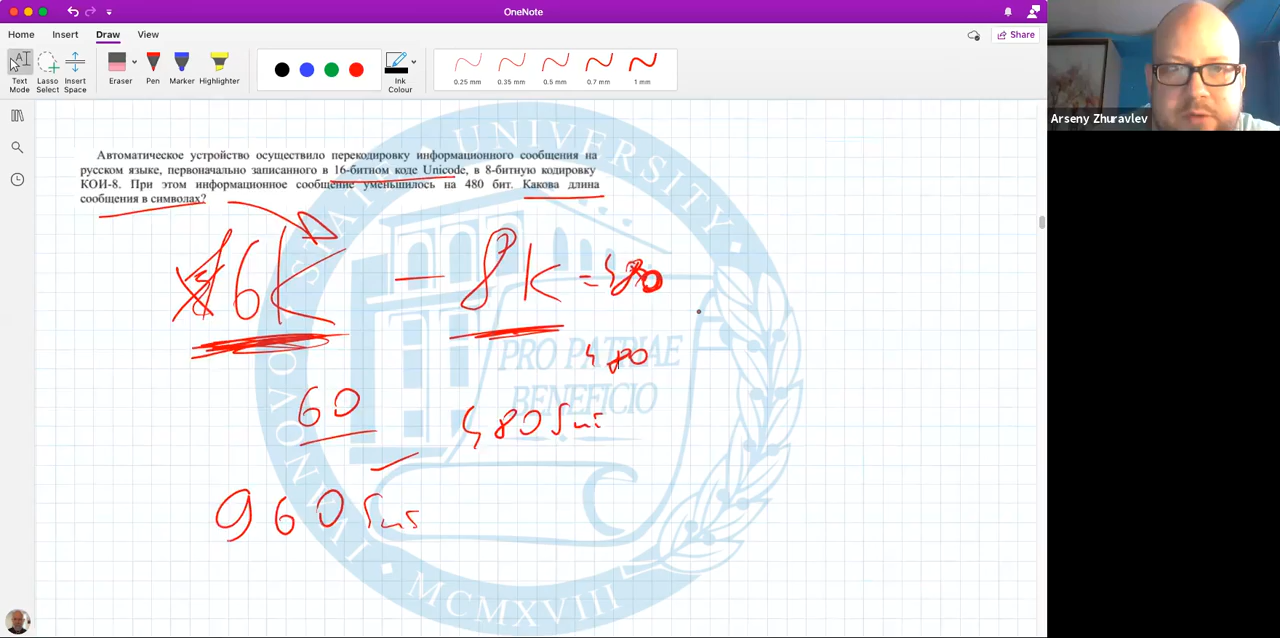 OneNote
Home Insert Draw View
Share
Text Mode
Lasso Select
Insert Space
Eraser
Pen
Marker
Highlighter
Ink Colour
0.25 mm
0.35 mm
0.5 mm
0.7 mm
1 mm
Arseny Zhuravlev
Автоматическое устройство осуществило перекодировку информационного сообщения на
русском языке, первоначально записанного в 16-битном коде Unicode, в 8-битную кодировку
КОИ-8. При этом информационное сообщение уменьшилось на 480 бит. Какова длина
сообщения в символах?
16K - 8K = 480
480
60
480 бит
960 бит
UNIVERSITY
PRO PATRIAE
BENEFICIO
MCMXVIII